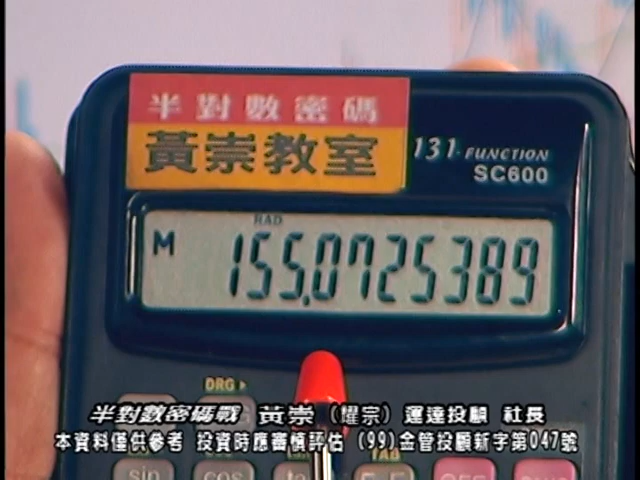 半對數密碼
黃崇教室
131 FUNCTION
SC600
RAD
M 155.0725389
DRG▸
半對數密碼戰 黃崇（耀宗）運達投顧 社長
本資料僅供參考 投資時應審慎評估（99）金管投顧新字第047號
TAB
sin cos
OFF